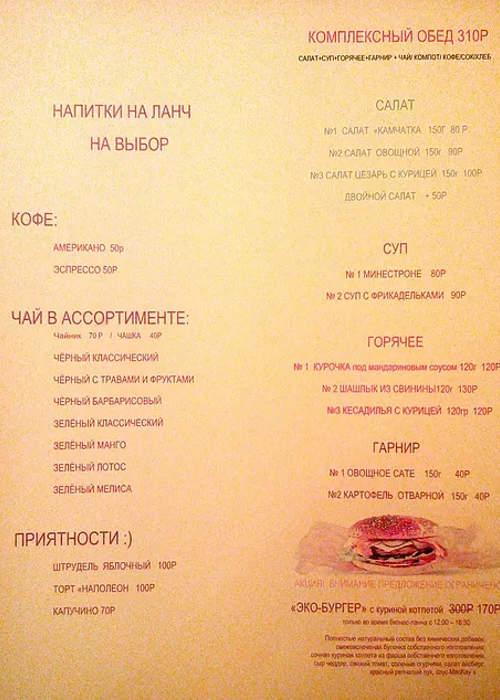 НАПИТКИ НА ЛАНЧ
НА ВЫБОР
КОФЕ:
АМЕРИКАНО 50р
ЭСПРЕССО 50Р
ЧАЙ В АССОРТИМЕНТЕ:
Чайник 70 Р / ЧАШКА 40Р
ЧЁРНЫЙ КЛАССИЧЕСКИЙ
ЧЁРНЫЙ С ТРАВАМИ И ФРУКТАМИ
ЧЁРНЫЙ БАРБАРИСОВЫЙ
ЗЕЛЁНЫЙ КЛАССИЧЕСКИЙ
ЗЕЛЁНЫЙ МАНГО
ЗЕЛЁНЫЙ ЛОТОС
ЗЕЛЁНЫЙ МЕЛИСА
ПРИЯТНОСТИ :)
ШТРУДЕЛЬ ЯБЛОЧНЫЙ 100Р
ТОРТ «НАПОЛЕОН 100Р
КАПУЧИНО 70Р
КОМПЛЕКСНЫЙ ОБЕД 310Р
САЛАТ+СУП+ГОРЯЧЕЕ+ГАРНИР + ЧАЙ/ КОМПОТ/ КОФЕ/СОК/ХЛЕБ
САЛАТ
№1 САЛАТ «КАМЧАТКА 150Г 80 Р
№2 САЛАТ ОВОЩНОЙ 150г 90Р
№3 САЛАТ ЦЕЗАРЬ С КУРИЦЕЙ 150г 100Р
ДВОЙНОЙ САЛАТ + 50Р
СУП
№ 1 МИНЕСТРОНЕ 80Р
№ 2 СУП С ФРИКАДЕЛЬКАМИ 90Р
ГОРЯЧЕЕ
№ 1 КУРОЧКА под мандариновым соусом 120г 120Р
№ 2 ШАШЛЫК ИЗ СВИНИНЫ120г 130Р
№3 КЕСАДИЛЬЯ С КУРИЦЕЙ 120гр 120Р
ГАРНИР
№ 1 ОВОЩНОЕ САТЕ 150г 40Р
№2 КАРТОФЕЛЬ ОТВАРНОЙ 150г 40Р
АКЦИЯ! ВНИМАНИЕ ПРЕДЛОЖЕНИЕ ОГРАНИЧЕН
«ЭКО-БУРГЕР» с куриной котлетой 300Р 170Р
только во время бизнес-ланча с 12.00 – 16:30
Полностью натуральный состав без химических добавок:
свежеиспеченая булочка собственного изготовления,
сочная куриная котлета из фарша собственного изготовления,
сыр чеддер, свежий томат, соленые огурчики, салат айсберг,
красный репчатый лук, соус